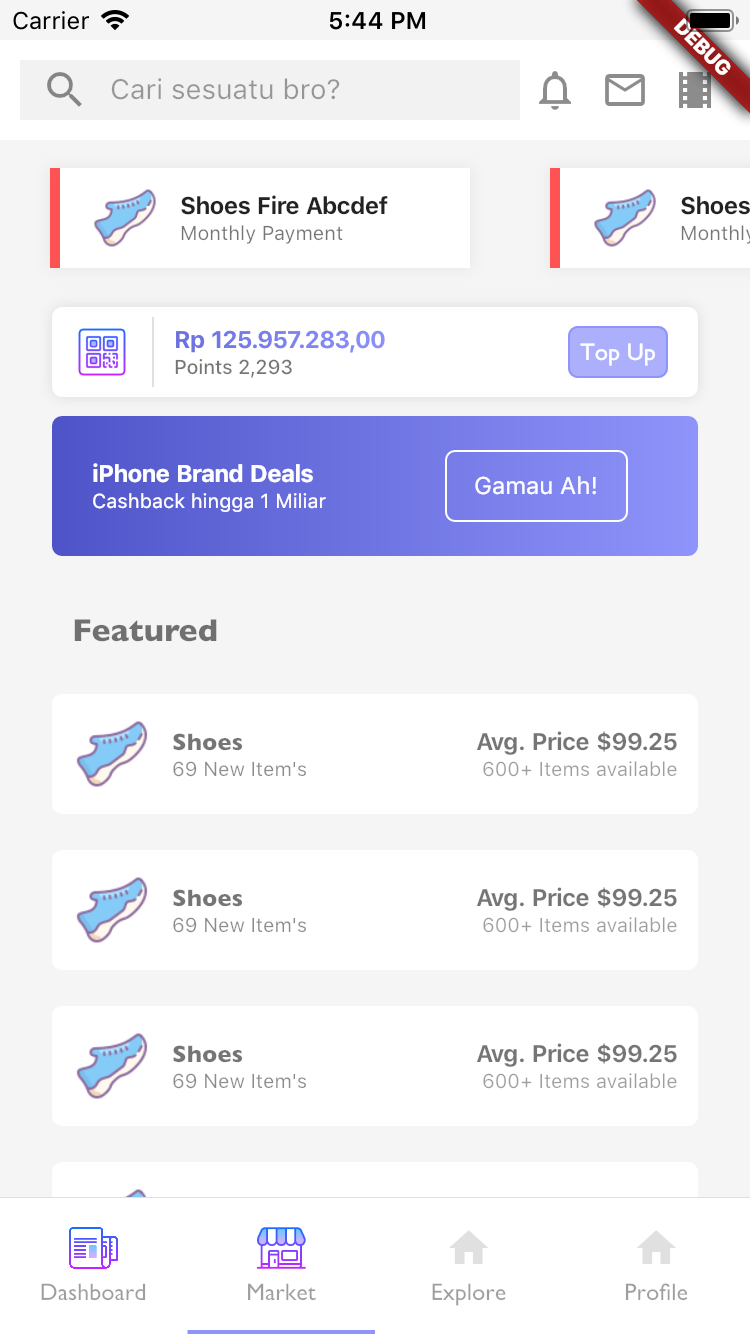 Carrier 5:44 PM
DEBUG
Cari sesuatu bro?
Shoes Fire Abcdef
Monthly Payment
Shoes
Monthly
Rp 125.957.283,00
Points 2,293
Top Up
iPhone Brand Deals
Cashback hingga 1 Miliar
Gamau Ah!
Featured
Shoes
69 New Item's
Avg. Price $99.25
600+ Items available
Shoes
69 New Item's
Avg. Price $99.25
600+ Items available
Shoes
69 New Item's
Avg. Price $99.25
600+ Items available
Dashboard
Market
Explore
Profile